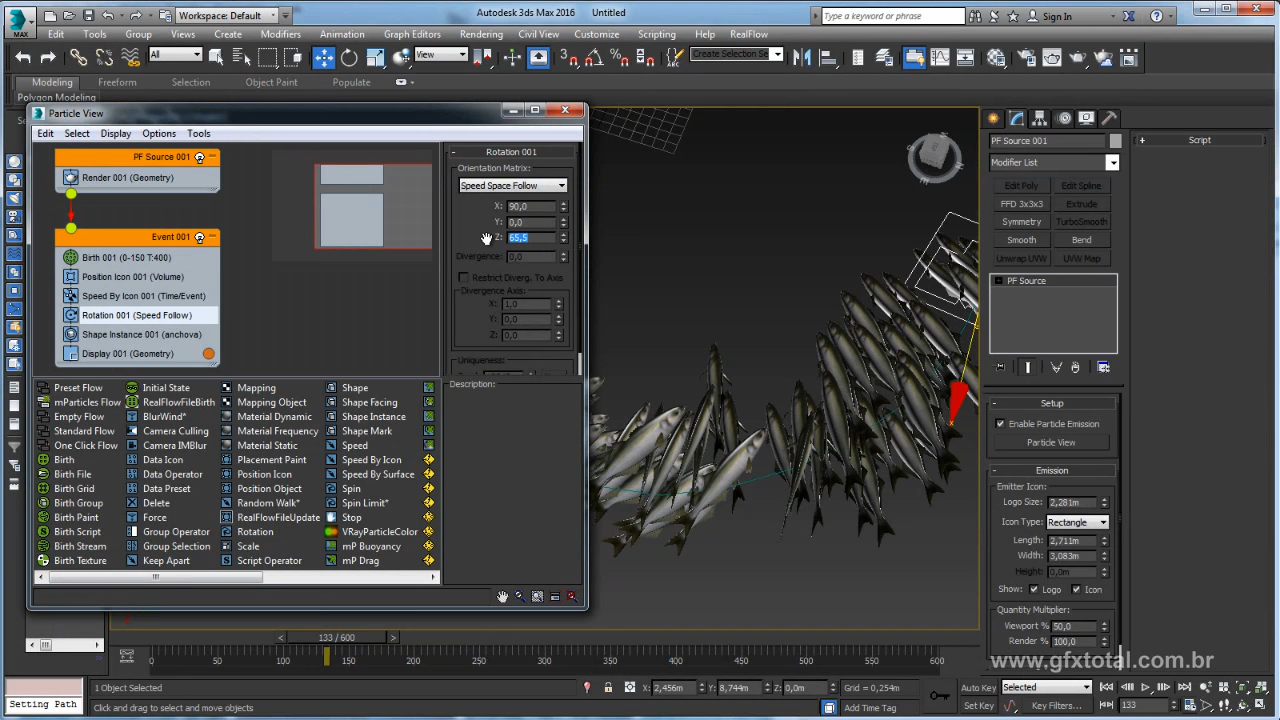 Workspace: Default
Autodesk 3ds Max 2016
Untitled
Type a keyword or phrase
Sign In
MAX
Edit Tools Group Views Create Modifiers Animation Graph Editors Rendering Civil View Customize Scripting Lights Help RealFlow
All
View
Create Selection Se
Modeling Freeform Selection Object Paint Populate
Polygon Modeling
Particle View
Edit Select Display Options Tools
PF Source 001
Render 001 (Geometry)
Event 001
Birth 001 (0-150 T:400)
Position Icon 001 (Volume)
Speed By Icon 001 (Time/Event)
Rotation 001 (Speed Follow)
Shape Instance 001 (anchova)
Display 001 (Geometry)
- Rotation 001
Orientation Matrix:
Speed Space Follow
X: 90,0
Y: 0,0
Z: 65,5
Divergence: 0,0
Restrict Diverg. To Axis
Divergence Axis:
X: 1,0
Y: 0,0
Z: 0,0
Uniqueness:
Preset Flow Initial State Mapping Shape
mParticles Flow RealFlowFileBirth Mapping Object Shape Facing
Empty Flow BlurWind* Material Dynamic Shape Instance
Standard Flow Camera Culling Material Frequency Shape Mark
One Click Flow Camera IMBlur Material Static Speed
Birth Data Icon Placement Paint Speed By Icon
Birth File Data Operator Position Icon Speed By Surface
Birth Grid Data Preset Position Object Spin
Birth Group Delete Random Walk* Spin Limit*
Birth Paint Force RealFlowFileUpdate Stop
Birth Script Group Operator Rotation VRayParticleColor
Birth Stream Group Selection Scale mP Buoyancy
Birth Texture Keep Apart Script Operator mP Drag
Description:
PF Source 001
Modifier List
Edit Poly Edit Spline
FFD 3x3x3 Extrude
Symmetry TurboSmooth
Smooth Bend
Unwrap UVW UVW Map
PF Source
- Setup
Enable Particle Emission
Particle View
- Emission
Emitter Icon:
Logo Size: 2,281m
Icon Type: Rectangle
Length: 2,711m
Width: 3,083m
Height: 0,0m
Show: Logo Icon
Quantity Multiplier:
Viewport % 50,0
Render % 100,0
+ Script
www.gfxtotal.com.br
< 133 / 600 >
0 50 100 150 200 250 300 350 400 450 500 550 600
1 Object Selected
X: 2,456m Y: 8,744m Z: 0,0m Grid = 0,254m
Auto Key Selected
Setting Path
Click and drag to select and move objects
Add Time Tag
Set Key Key Filters... 133